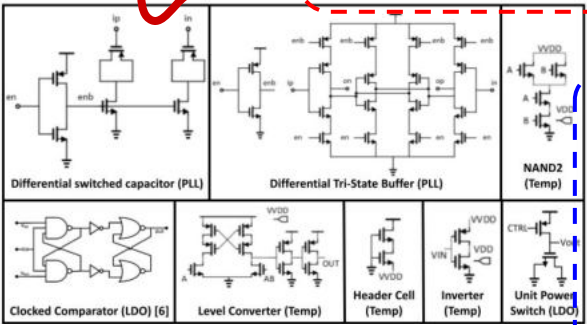 ip
in
en
enb
Differential switched capacitor (PLL)
enb
enb
enb
enb
en
enb
ip
on
op
in
en
en
en
en
Differential Tri-State Buffer (PLL)
VVDD
A
B
A
B
VDD
NAND2
(Temp)
Clocked Comparator (LDO) [6]
VVDD
A
AB
OUT
Level Converter (Temp)
VVDD
Header Cell
(Temp)
VVDD
VIN
VDD
Inverter
(Temp)
CTRL
Vout
Unit Power
Switch (LDO)